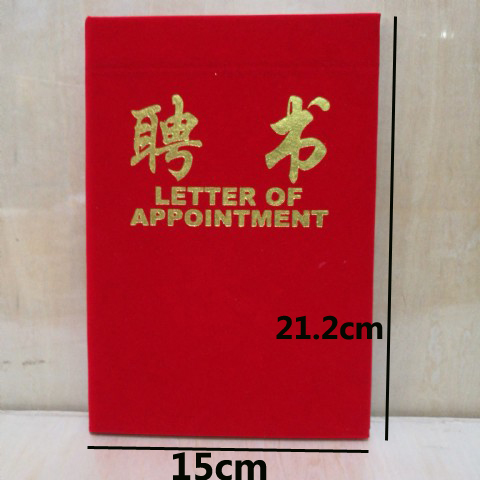 聘书
LETTER OF
APPOINTMENT
21.2cm
15cm